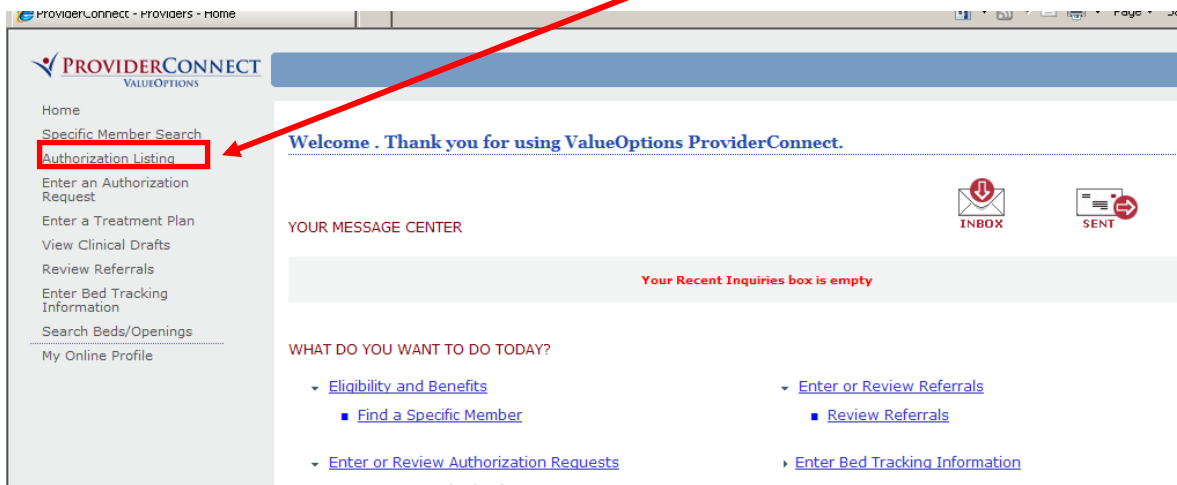 ProviderConnect - Providers - Home
Page
PROVIDERCONNECT
VALUEOPTIONS
Home
Specific Member Search
Authorization Listing
Enter an Authorization
Request
Enter a Treatment Plan
View Clinical Drafts
Review Referrals
Enter Bed Tracking
Information
Search Beds/Openings
My Online Profile
Welcome . Thank you for using ValueOptions ProviderConnect.
YOUR MESSAGE CENTER
INBOX
SENT
Your Recent Inquiries box is empty
WHAT DO YOU WANT TO DO TODAY?
Eligibility and Benefits
Find a Specific Member
Enter or Review Authorization Requests
Enter or Review Referrals
Review Referrals
Enter Bed Tracking Information